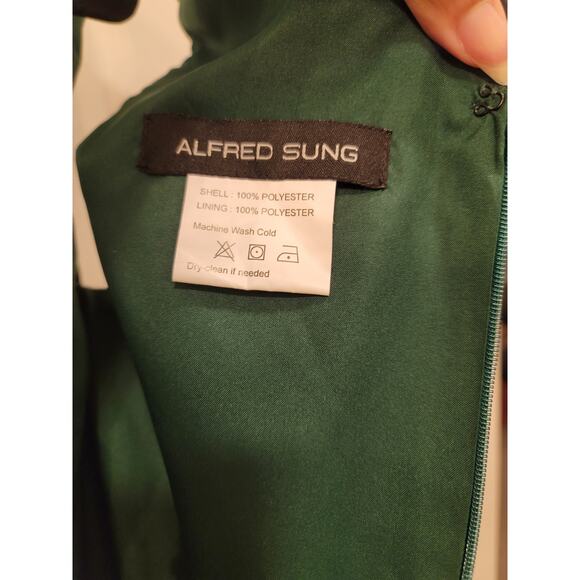 ALFRED SUNG
SHELL : 100% POLYESTER
LINING : 100% POLYESTER
Machine Wash Cold
Dry-clean if needed